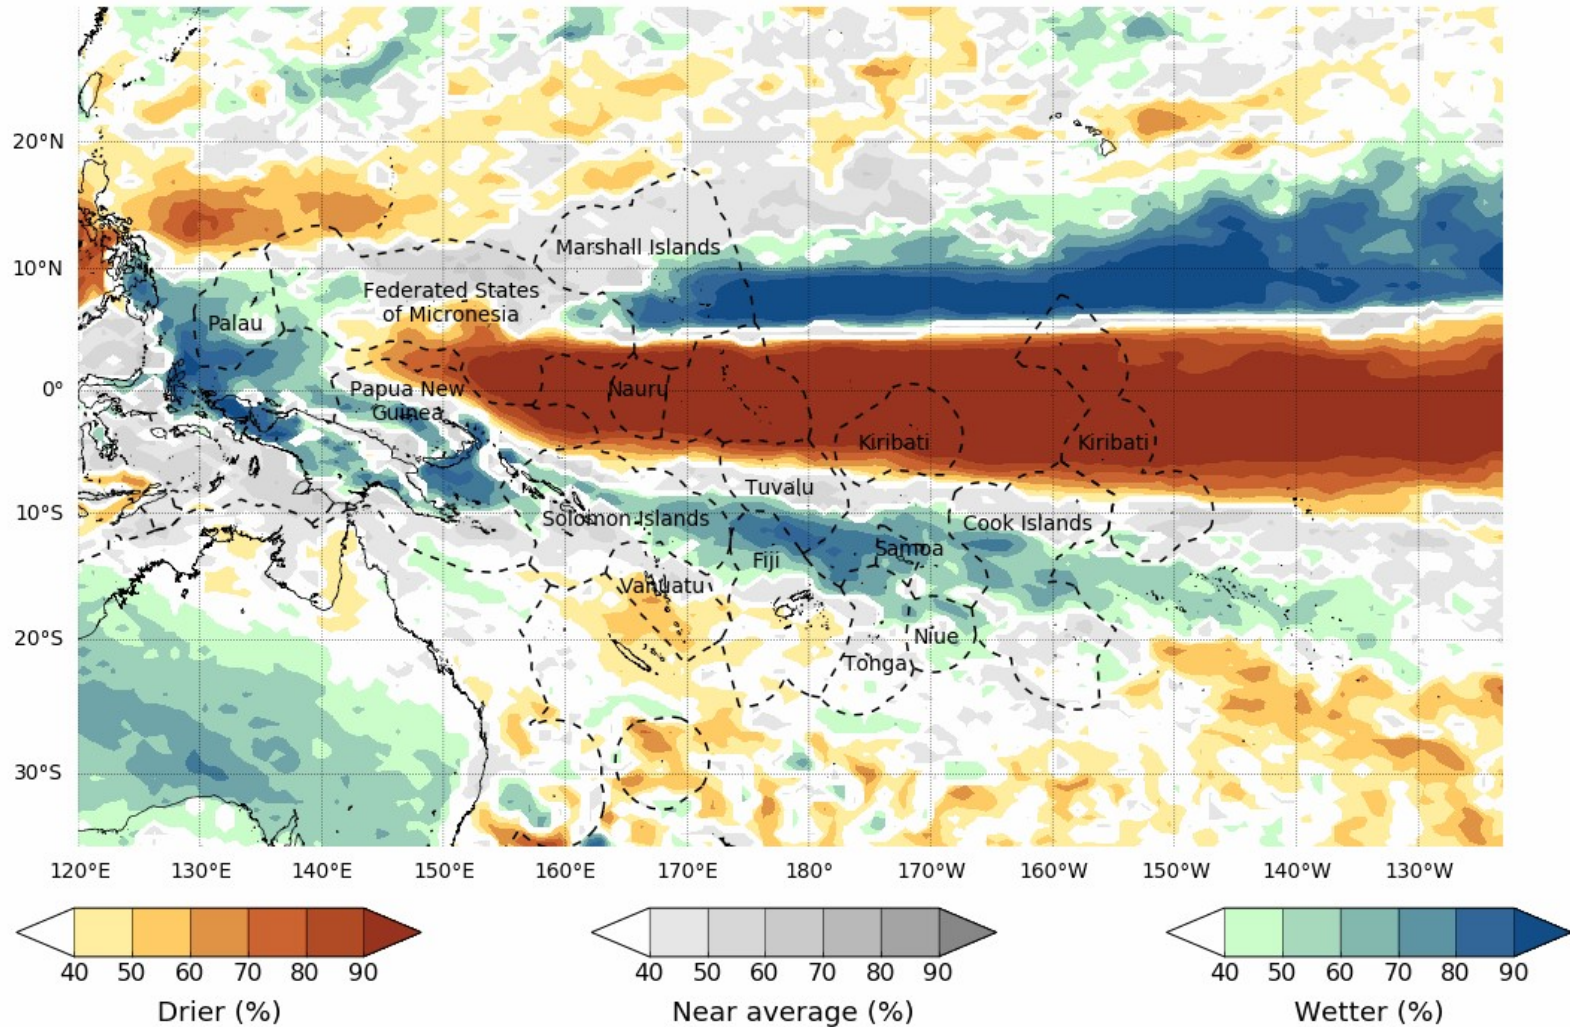 20°N
10°N
0°
10°S
20°S
30°S
Marshall Islands
Federated States
of Micronesia
Palau
Papua New
Guinea
Nauru
Kiribati
Kiribati
Tuvalu
Solomon Islands
Cook Islands
Samoa
Fiji
Vanuatu
Niue
Tonga
120°E 130°E 140°E 150°E 160°E 170°E 180° 170°W 160°W 150°W 140°W 130°W
40 50 60 70 80 90
Drier (%)
40 50 60 70 80 90
Near average (%)
40 50 60 70 80 90
Wetter (%)